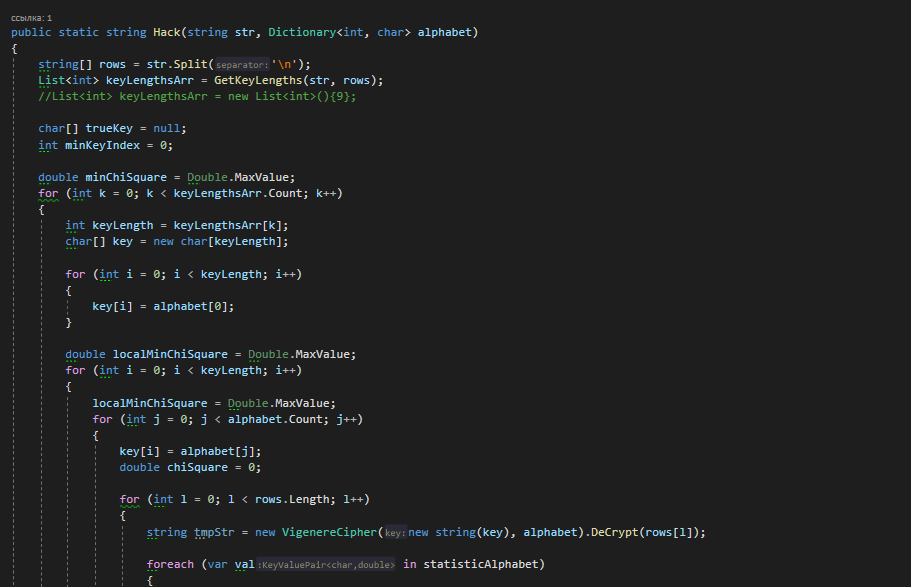 ссылка: 1
public static string Hack(string str, Dictionary<int, char> alphabet)
{
string[] rows = str.Split(separator: '\n');
List<int> keyLengthsArr = GetKeyLengths(str, rows);
//List<int> keyLengthsArr = new List<int>(){9};
char[] trueKey = null;
int minKeyIndex = 0;
double minChiSquare = Double.MaxValue;
for (int k = 0; k < keyLengthsArr.Count; k++)
{
int keyLength = keyLengthsArr[k];
char[] key = new char[keyLength];
for (int i = 0; i < keyLength; i++)
{
key[i] = alphabet[0];
}
double localMinChiSquare = Double.MaxValue;
for (int i = 0; i < keyLength; i++)
{
localMinChiSquare = Double.MaxValue;
for (int j = 0; j < alphabet.Count; j++)
{
key[i] = alphabet[j];
double chiSquare = 0;
for (int l = 0; l < rows.Length; l++)
{
string tmpStr = new VigenereCipher(key: new string(key), alphabet).DeCrypt(rows[l]);
foreach (var val :KeyValuePair<char,double> in statisticAlphabet)
{